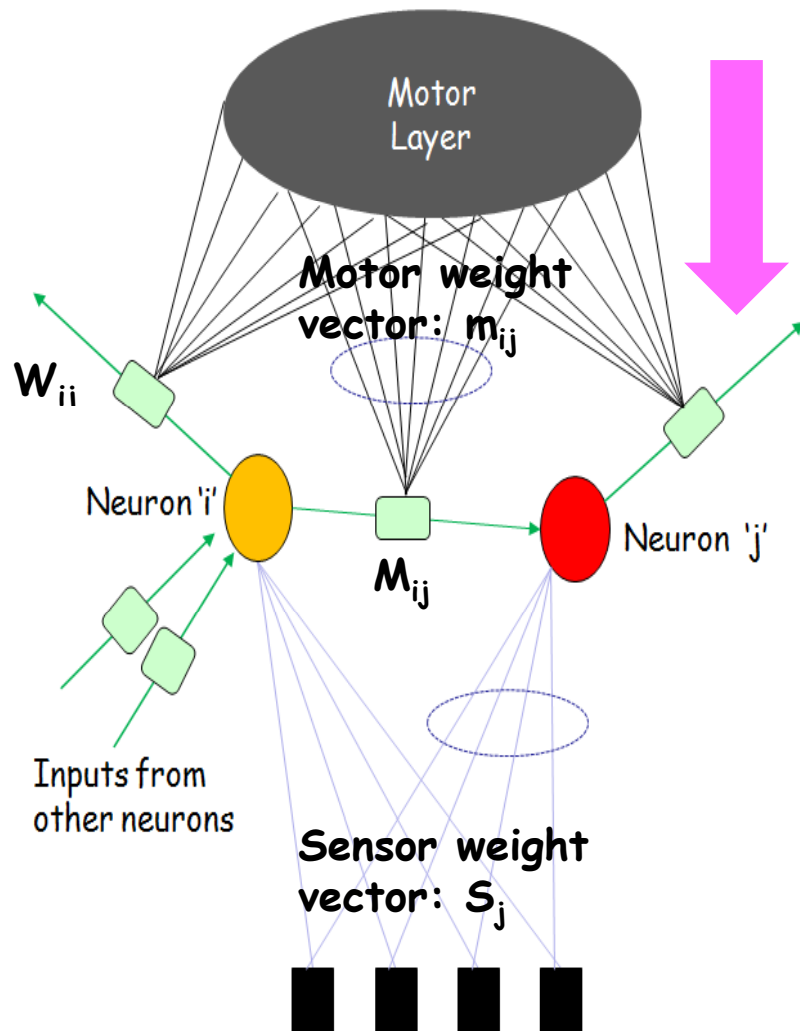 Motor
Layer
Motor weight
vector: mij
Wii
Neuron 'i'
Neuron 'j'
Mij
Inputs from
other neurons
Sensor weight
vector: Sj